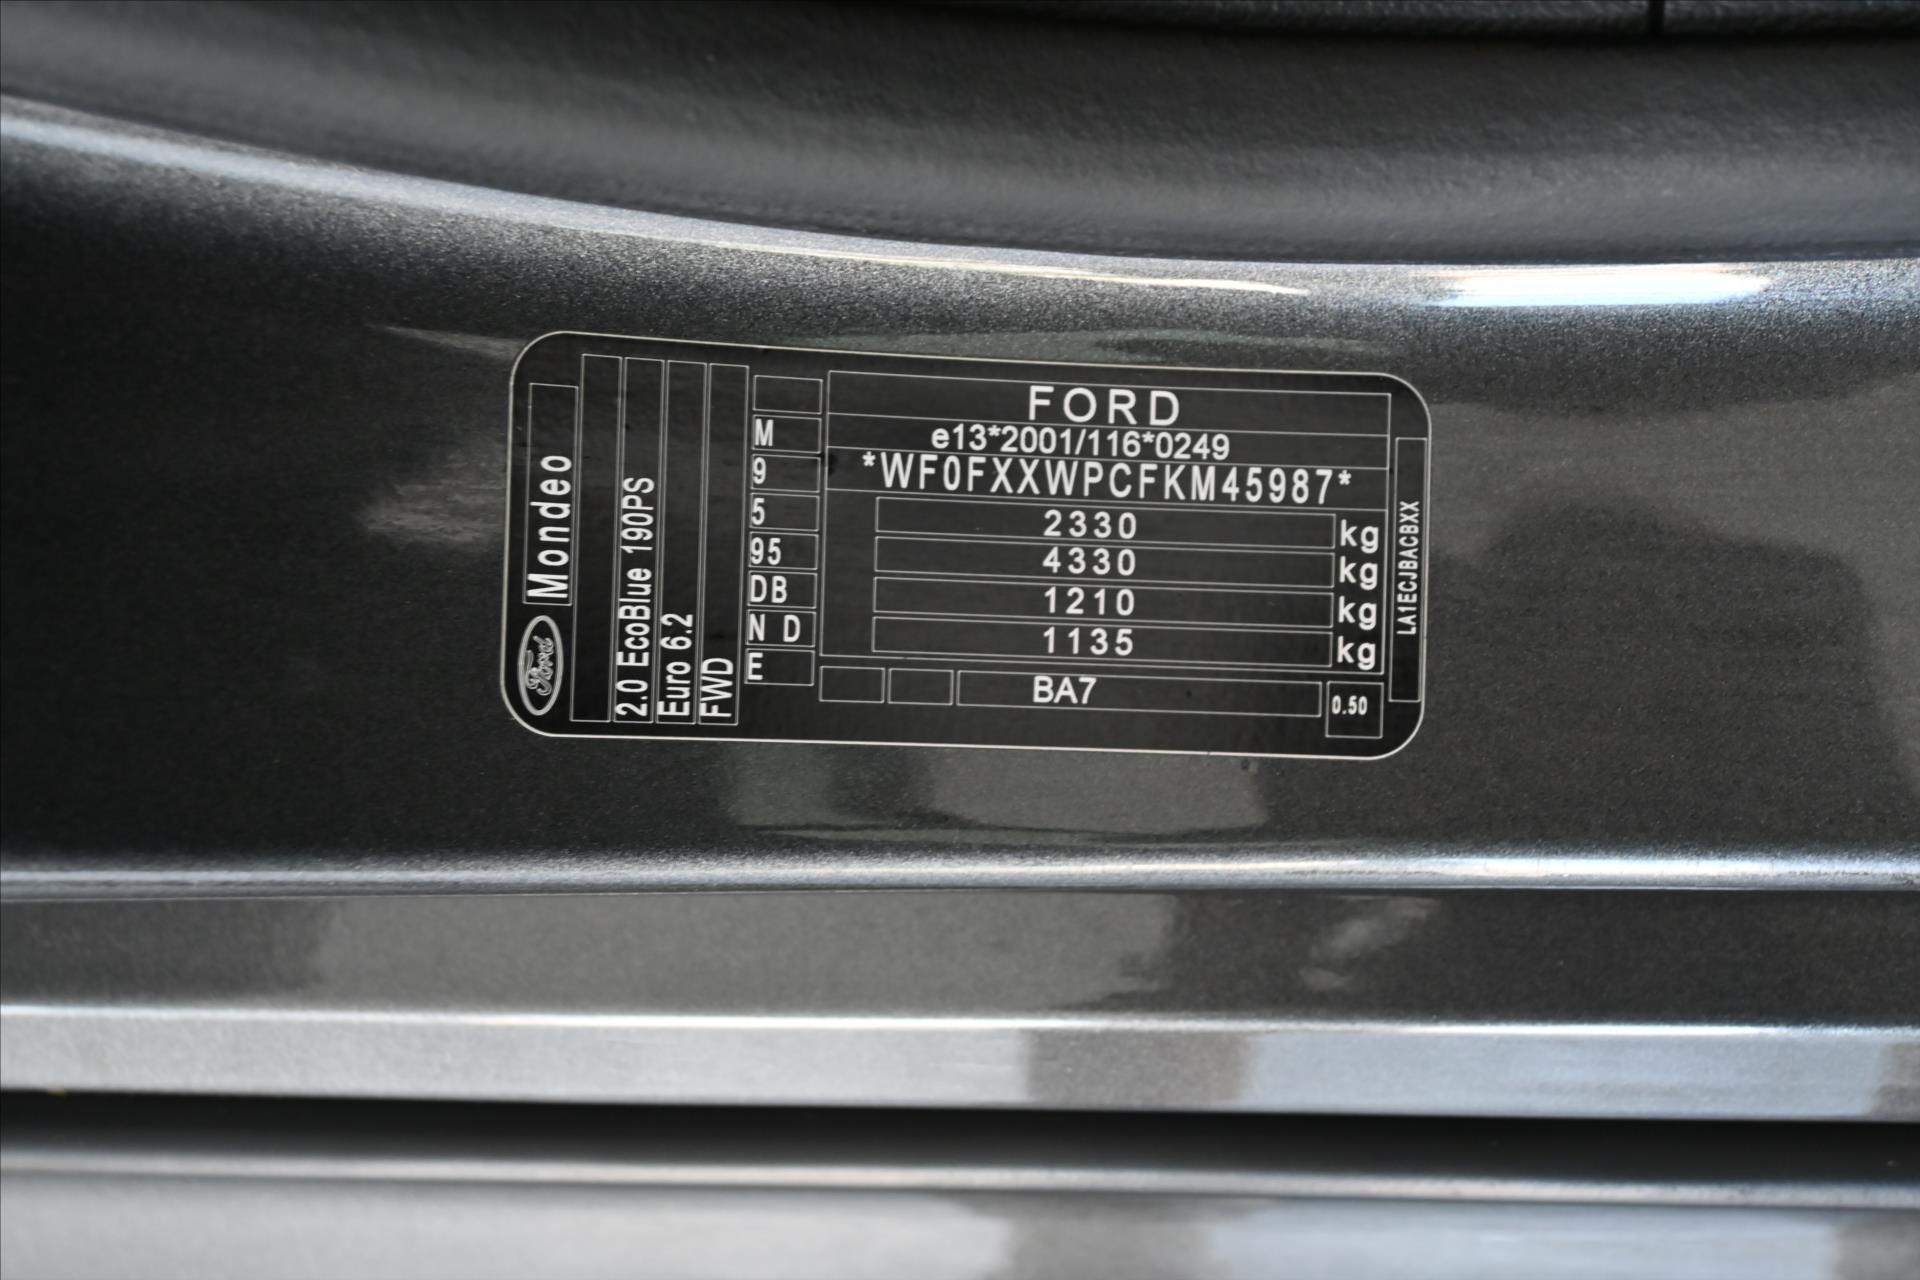 Ford
Mondeo
2.0 EcoBlue 190PS
Euro 6.2
FWD
M
9
5
95
DB
N D
E
FORD
e13*2001/116*0249
*WF0FXXWPCFKM45987*
2330 kg
4330 kg
1210 kg
1135 kg
BA7
0.50
LA1ECJBACBXX